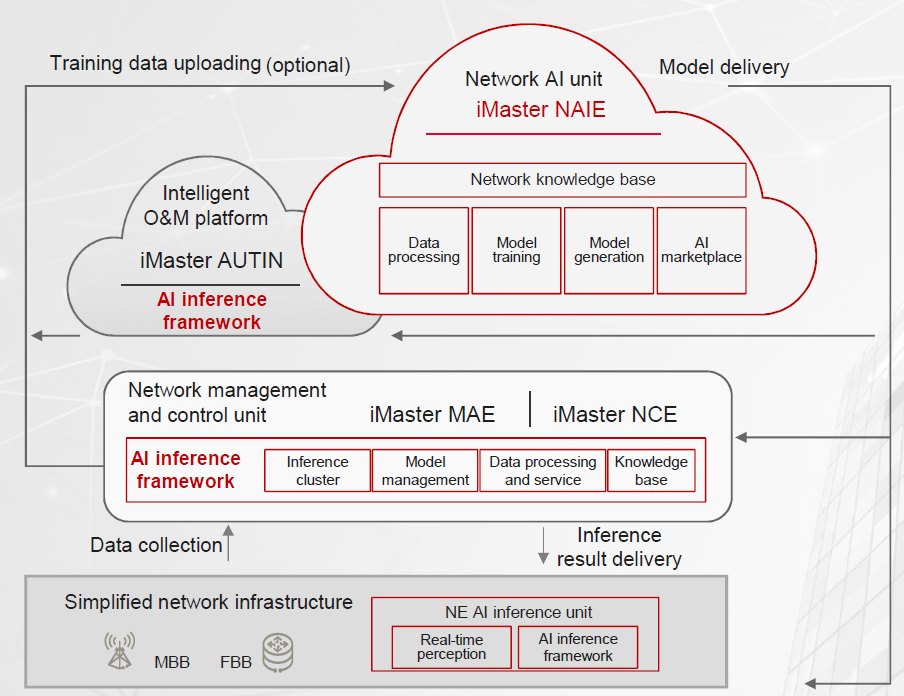 Training data uploading (optional)
Network AI unit
iMaster NAIE
Model delivery
Network knowledge base
Data
processing
Model
training
Model
generation
AI
marketplace
Intelligent
O&M platform
iMaster AUTIN
AI inference
framework
Network management
and control unit
iMaster MAE
iMaster NCE
AI inference
framework
Inference
cluster
Model
management
Data processing
and service
Knowledge
base
Data collection
Inference
result delivery
Simplified network infrastructure
MBB
FBB
NE AI inference unit
Real-time
perception
AI inference
framework